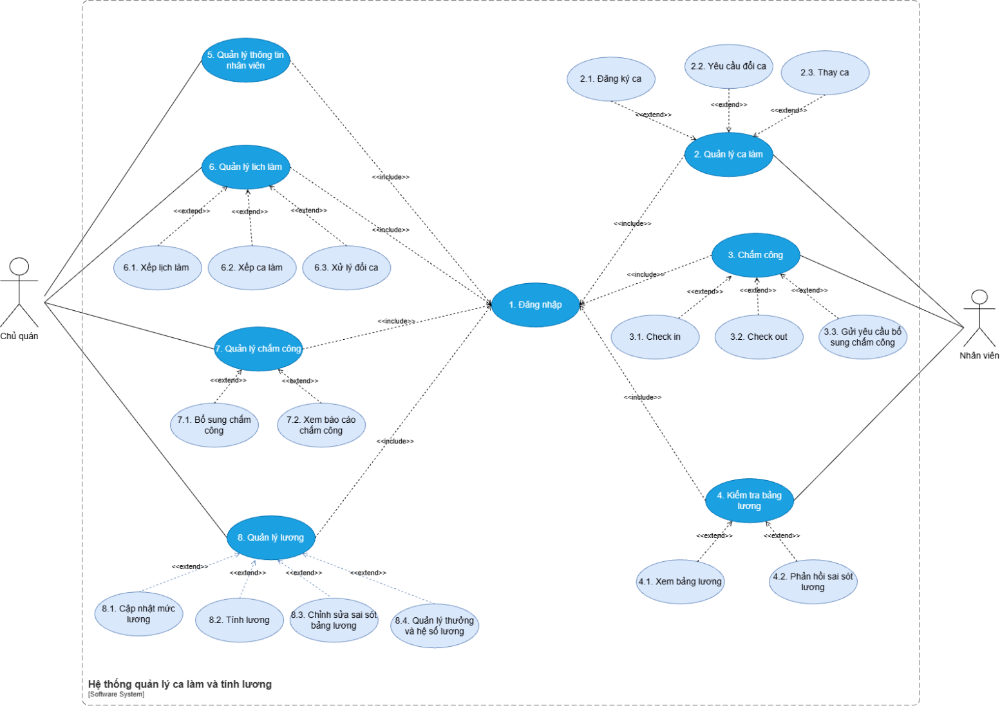 5. Quản lý thông tin
nhân viên
2.1. Đăng ký ca
2.2. Yêu cầu đổi ca
2.3. Thay ca
<<extend>>
<<extend>>
<<extend>>
2. Quản lý ca làm
6. Quản lý lich làm
<<include>>
<<extend>>
<<extend>>
<<extend>>
<<include>>
<<include>>
6.1. Xếp lịch làm
6.2. Xếp ca làm
6.3. Xử lý đổi ca
3. Chấm công
<<include>>
<<extend>>
<<extend>>
<<extend>>
1. Đăng nhập
Chủ quán
<<include>>
3.1. Check in
3.2. Check out
3.3. Gửi yêu cầu bổ
sung chấm công
Nhân viên
7. Quản lý chấm công
<<extend>>
<<extend>>
<<include>>
7.1. Bổ sung chấm
công
7.2. Xem báo cáo
chấm công
<<include>>
4. Kiểm tra bảng
lương
8. Quản lý lương
<<extend>>
<<extend>>
<<extend>>
<<extend>>
<<extend>>
<<extend>>
4.1. Xem bảng lương
4.2. Phản hồi sai sót
lương
8.1. Cập nhật mức
lương
8.2. Tính lương
8.3. Chỉnh sửa sai sót
bảng lương
8.4. Quản lý thưởng
và hệ số lương
Hệ thống quản lý ca làm và tính lương
[Software System]